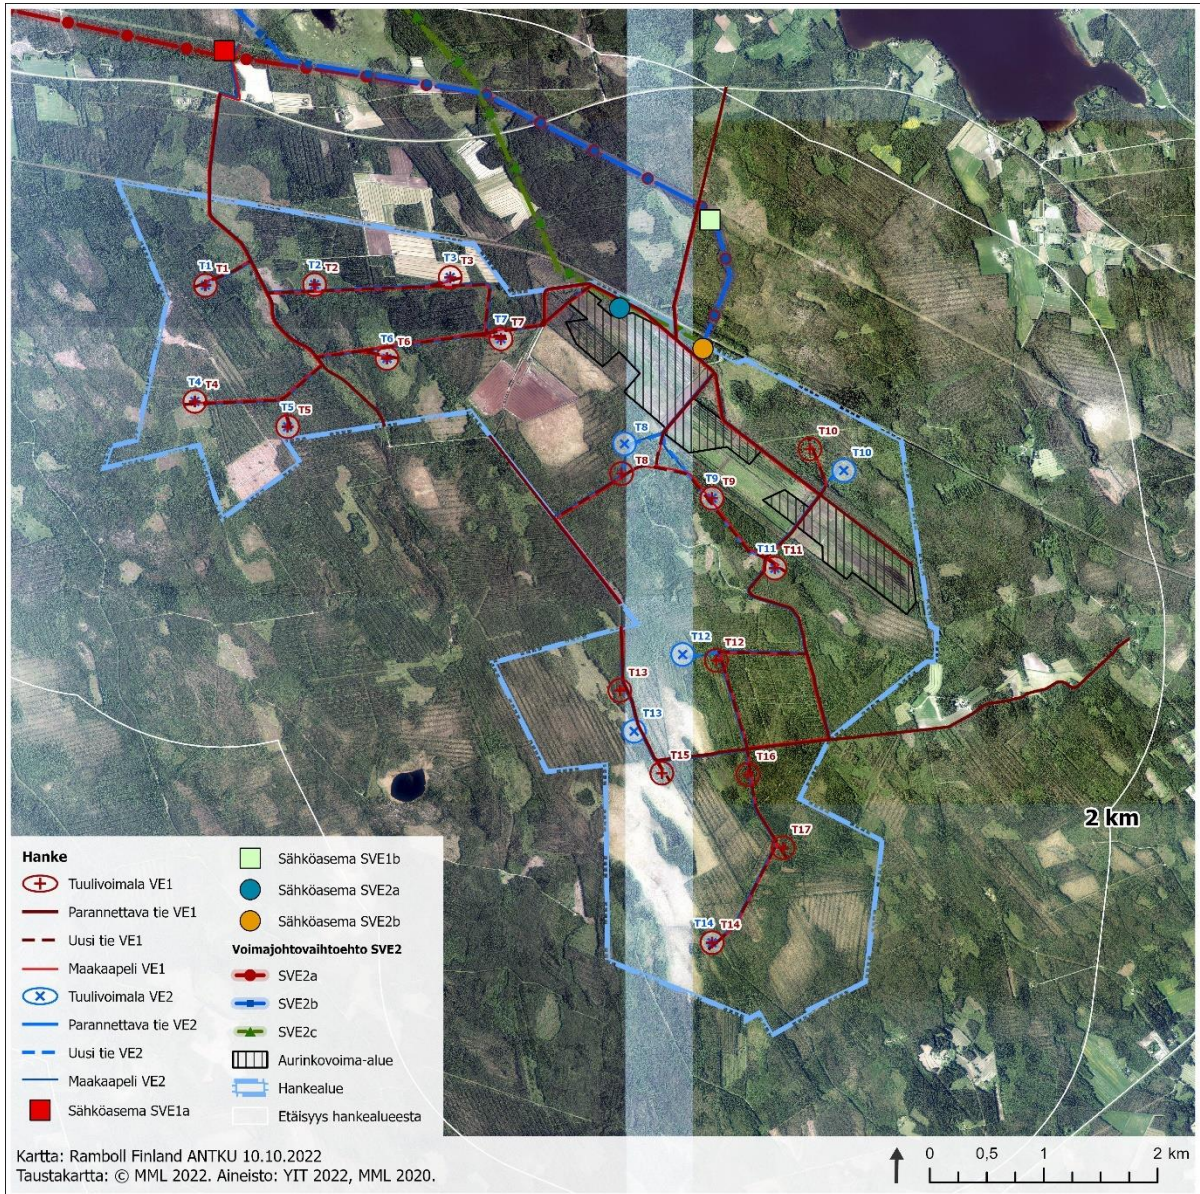 T1 T1
T2 T2
T3 T3
T7 T7
T6 T6
T4 T4
T5 T5
T8
T8
T10
T10
T9 T9
T11 T11
T12 T12
T13
T13
T15
T16
T17
T14 T14
2 km
Hanke
Tuulivoimala VE1
Parannettava tie VE1
Uusi tie VE1
Maakaapeli VE1
Tuulivoimala VE2
Parannettava tie VE2
Uusi tie VE2
Maakaapeli VE2
Sähköasema SVE1a
Sähköasema SVE1b
Sähköasema SVE2a
Sähköasema SVE2b
Voimajohtovaihtoehto SVE2
SVE2a
SVE2b
SVE2c
Aurinkovoima-alue
Hankealue
Etäisyys hankealueesta
Kartta: Ramboll Finland ANTKU 10.10.2022
Taustakartta: © MML 2022. Aineisto: YIT 2022, MML 2020.
0 0,5 1 2 km